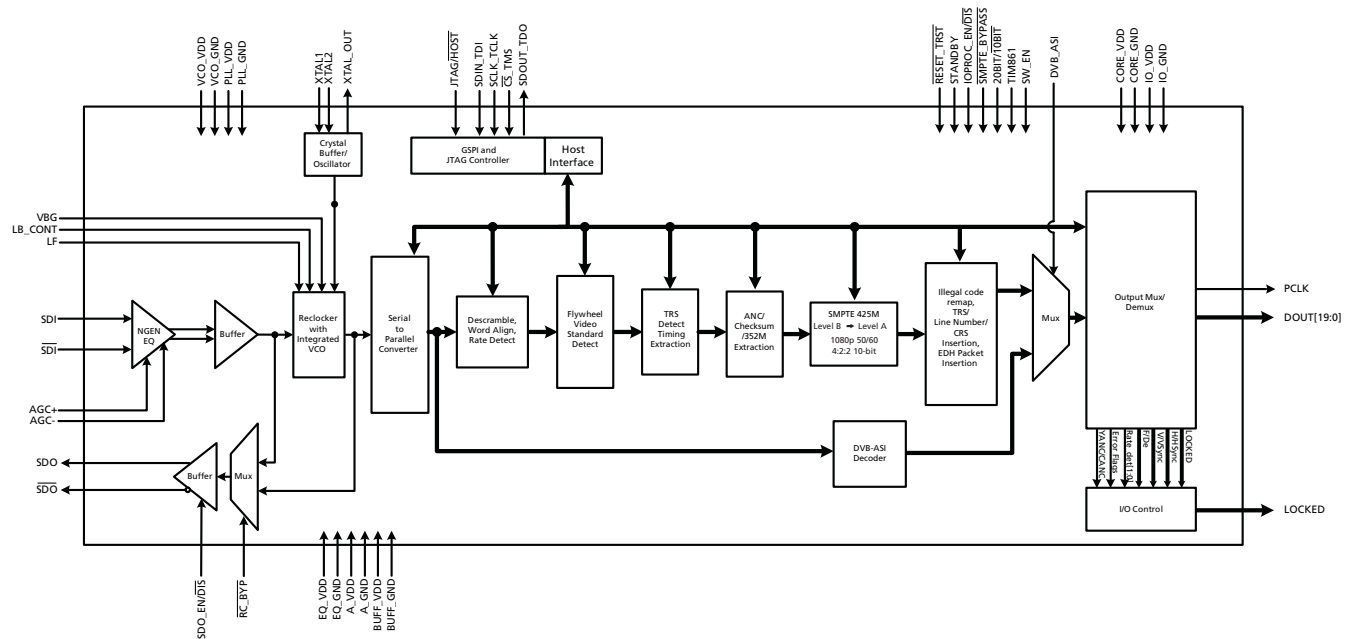 VCO_VDD
VCO_GND
PLL_VDD
PLL_GND
XTAL1
XTAL2
XTAL_OUT
JTAG/HOST
SDIN_TDI
SCLK_TCLK
CS_TMS
SDOUT_TDO
RESET_TRST
STANDBY
IOPROC_EN/DIS
SMPTE_BYPASS
20BIT/10BIT
TIM861
SW_EN
DVB_ASI
CORE_VDD
CORE_GND
IO_VDD
IO_GND
Crystal
Buffer/
Oscillator
GSPI and
JTAG Controller
Host
Interface
VBG
LB_CONT
LF
SDI
SDI
AGC+
AGC-
SDO
SDO
NGEN
EQ
Buffer
Reclocker
with
Integrated
VCO
Serial
to
Parallel
Converter
Descramble,
Word Align,
Rate Detect
Flywheel
Video
Standard
Detect
TRS
Detect
Timing
Extraction
ANC/
Checksum
/352M
Extraction
SMPTE 425M
Level B ➔ Level A
1080p 50/60
4:2:2 10-bit
Illegal code
remap,
TRS/
Line Number/
CRS
Insertion,
EDH Packet
Insertion
Mux
Output Mux/
Demux
PCLK
DOUT[19:0]
DVB-ASI
Decoder
Buffer
Mux
YANC/CANC
Error Flags
Rate_det[1:0]
F/De
V/VSync
H/HSync
LOCKED
I/O Control
LOCKED
SDO_EN/DIS
RC_BYP
EQ_VDD
EQ_GND
A_VDD
A_GND
BUFF_VDD
BUFF_GND